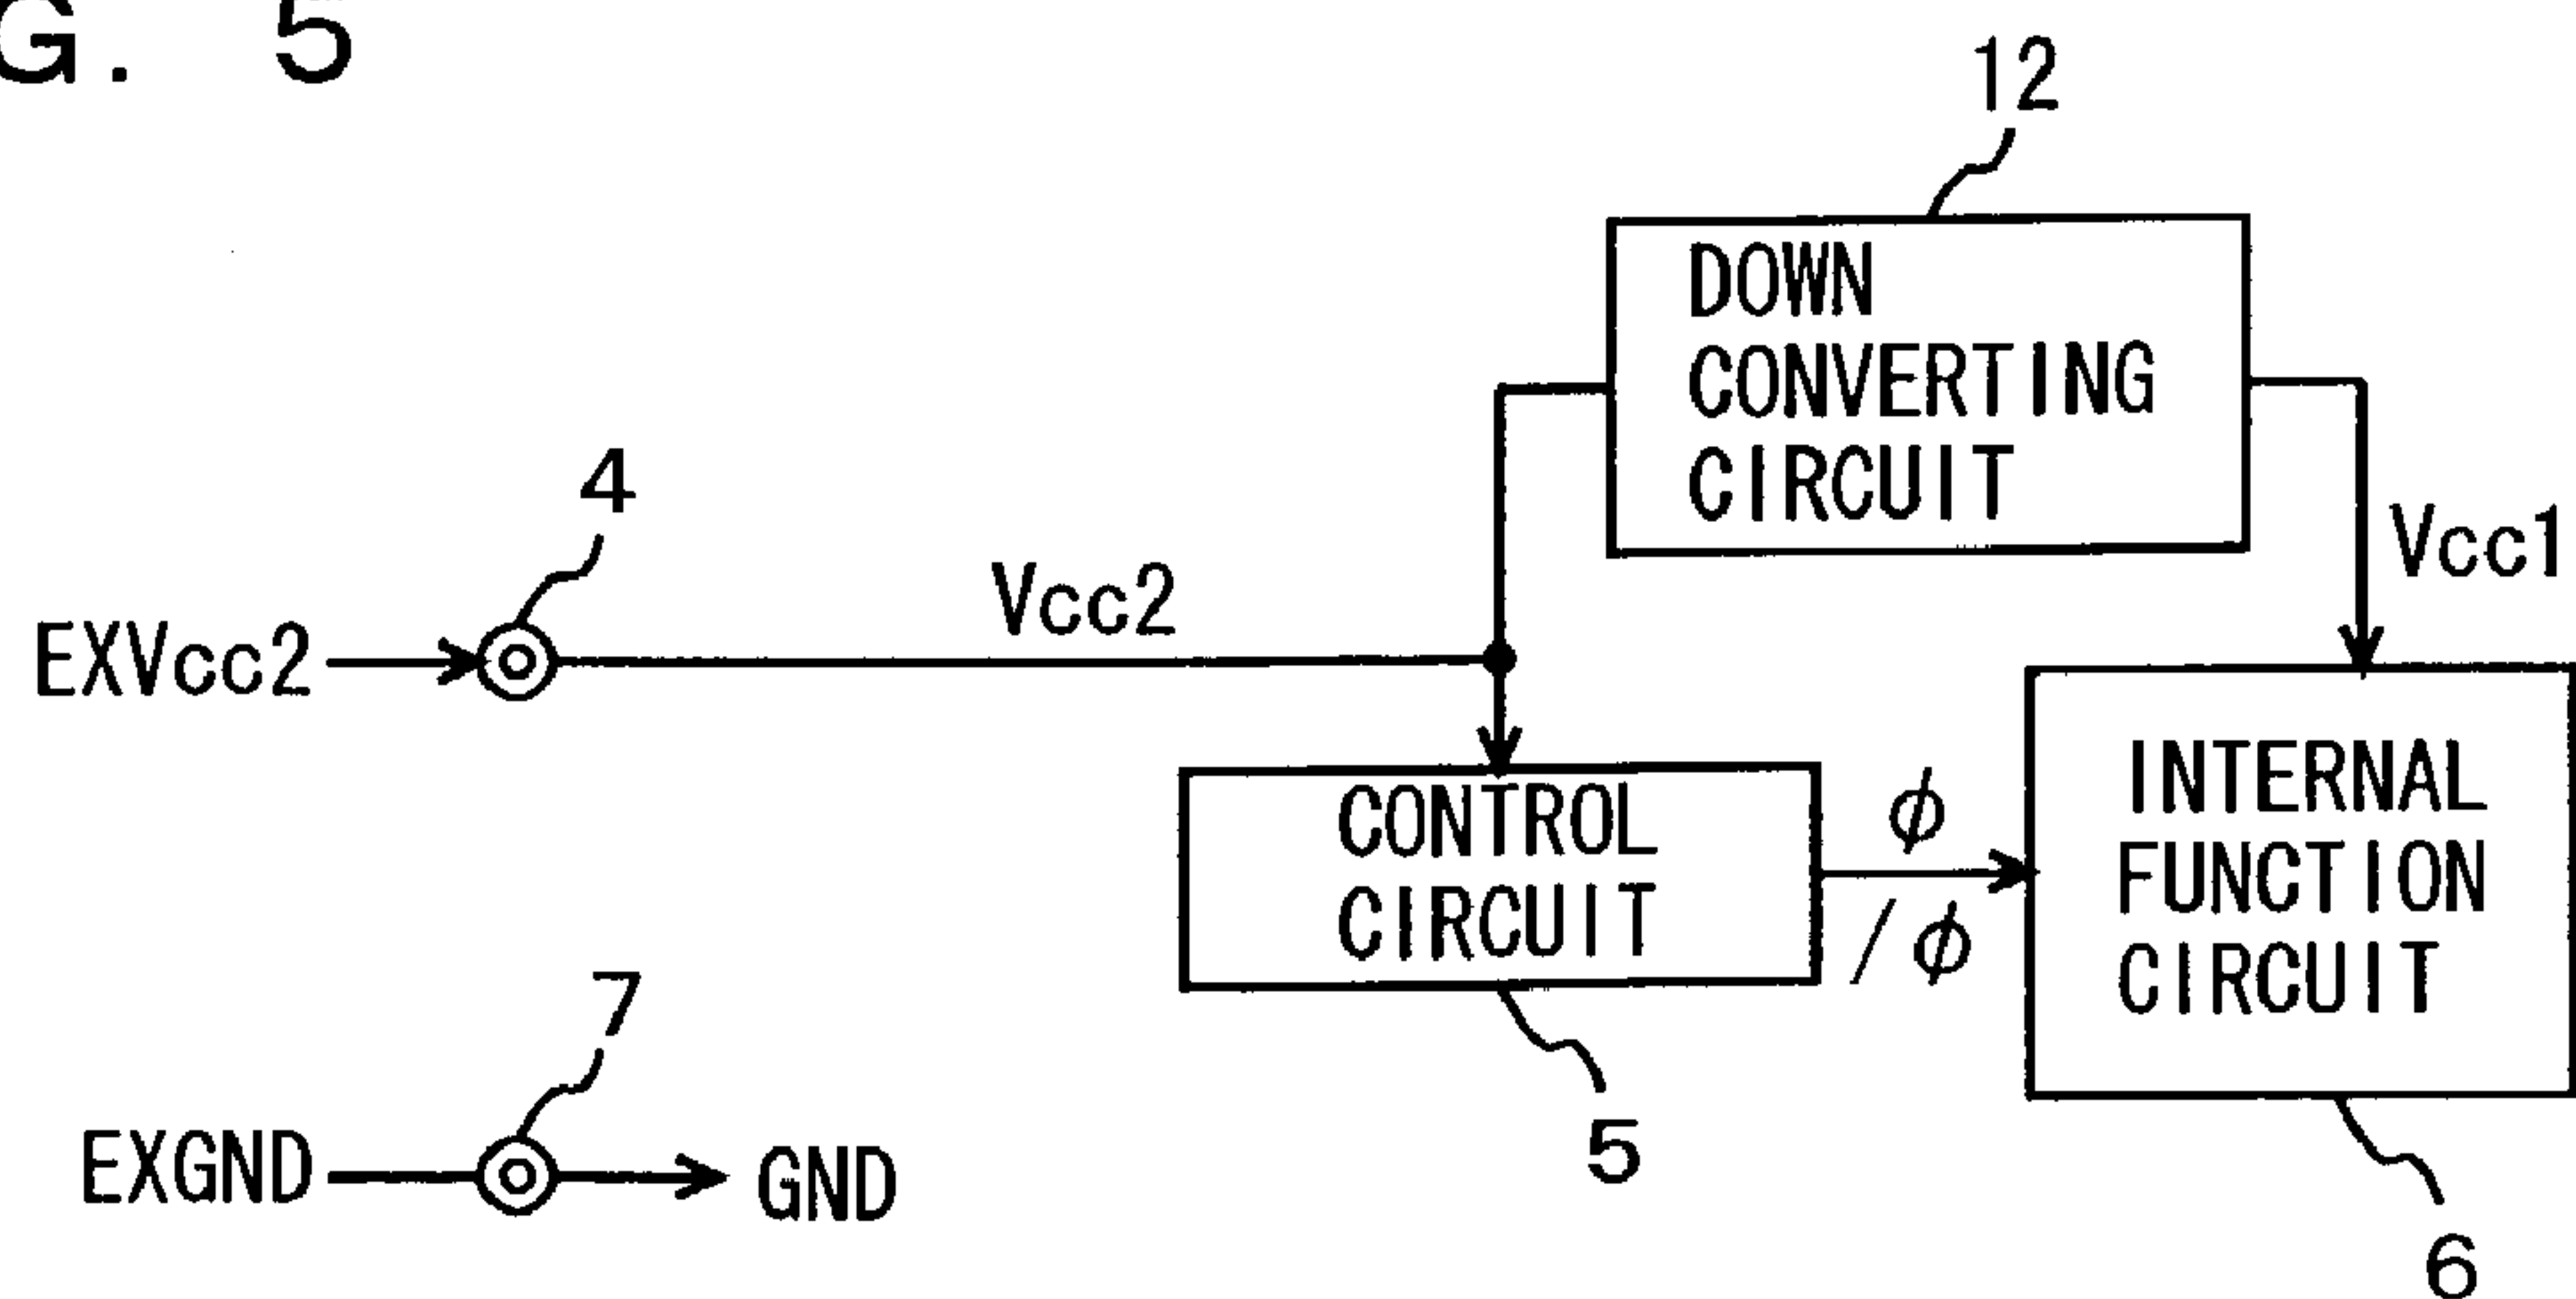 G. 5
12
DOWN
CONVERTING
CIRCUIT
4
Vcc1
Vcc2
EXVcc2
CONTROL
CIRCUIT
φ
/φ
INTERNAL
FUNCTION
CIRCUIT
7
5
EXGND
GND
6